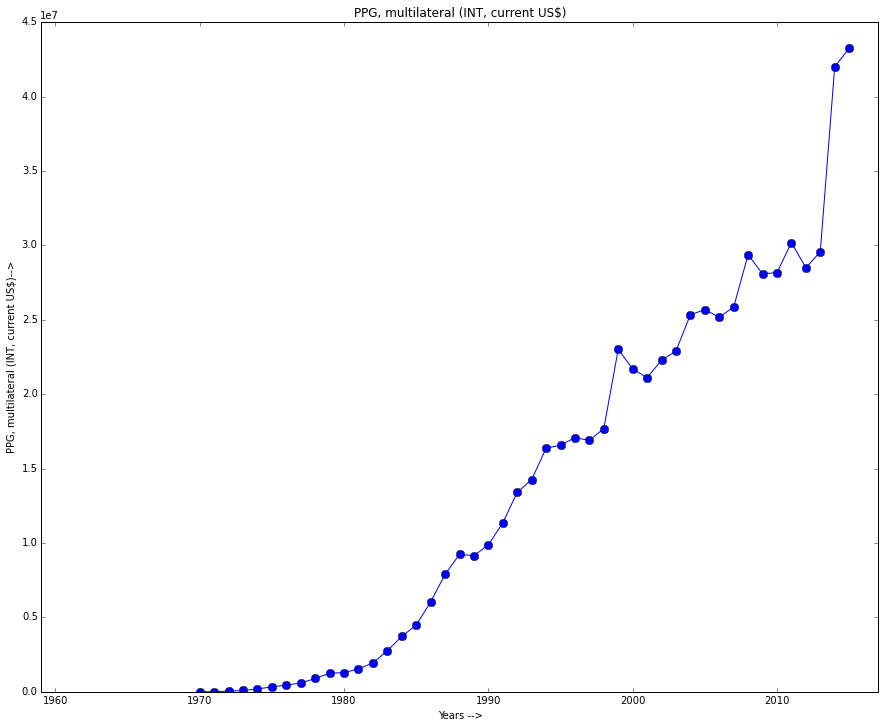 PPG, multilateral (INT, current US$)
1e7
4.5
4.0
3.5
3.0
2.5
2.0
1.5
1.0
0.5
0.0
PPG, multilateral (INT, current US$)-->
1960 1970 1980 1990 2000 2010
Years -->